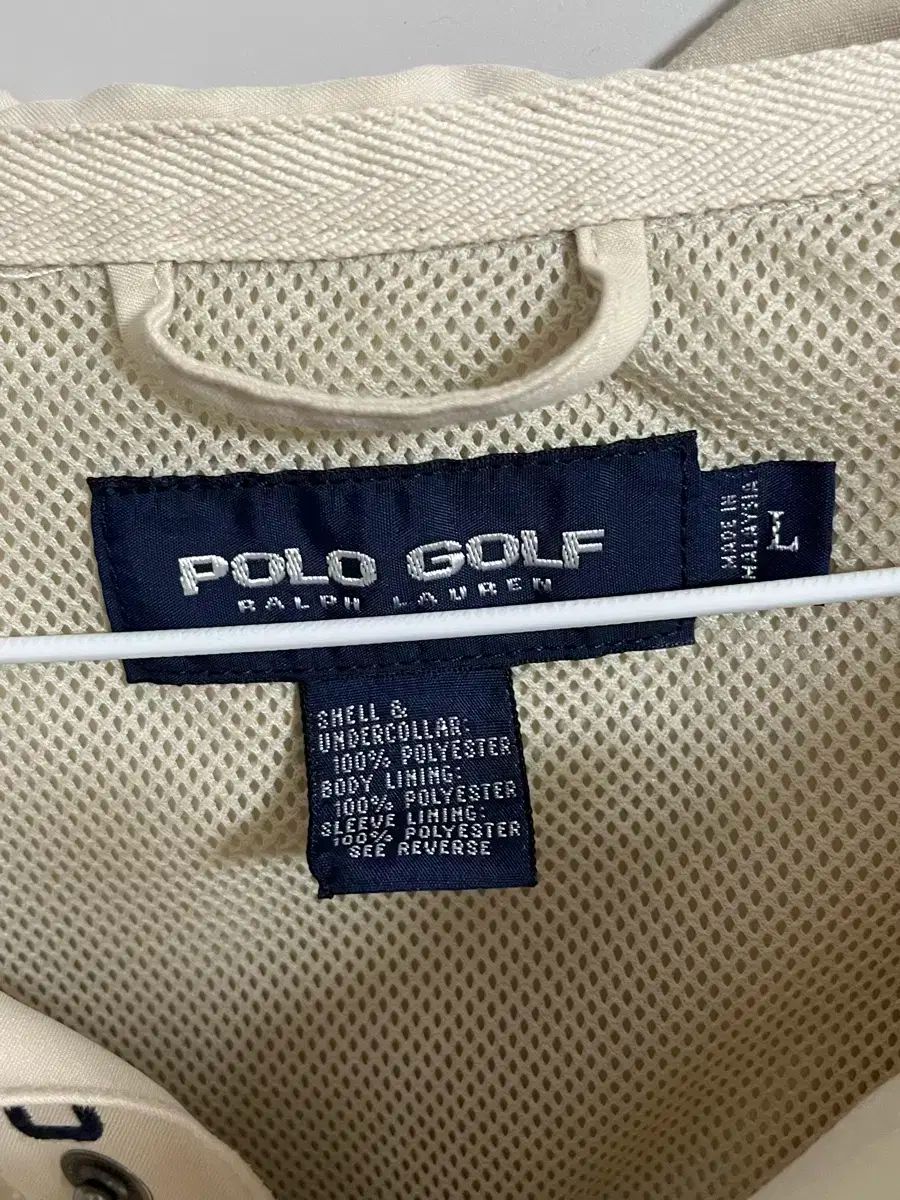 POLO GOLF
RALPH LAUREN
MADE IN
MALAYSIA
L
SHELL &
UNDERCOLLAR:
100% POLYESTER
BODY LINING:
100% POLYESTER
SLEEVE LINING:
100% POLYESTER
SEE REVERSE